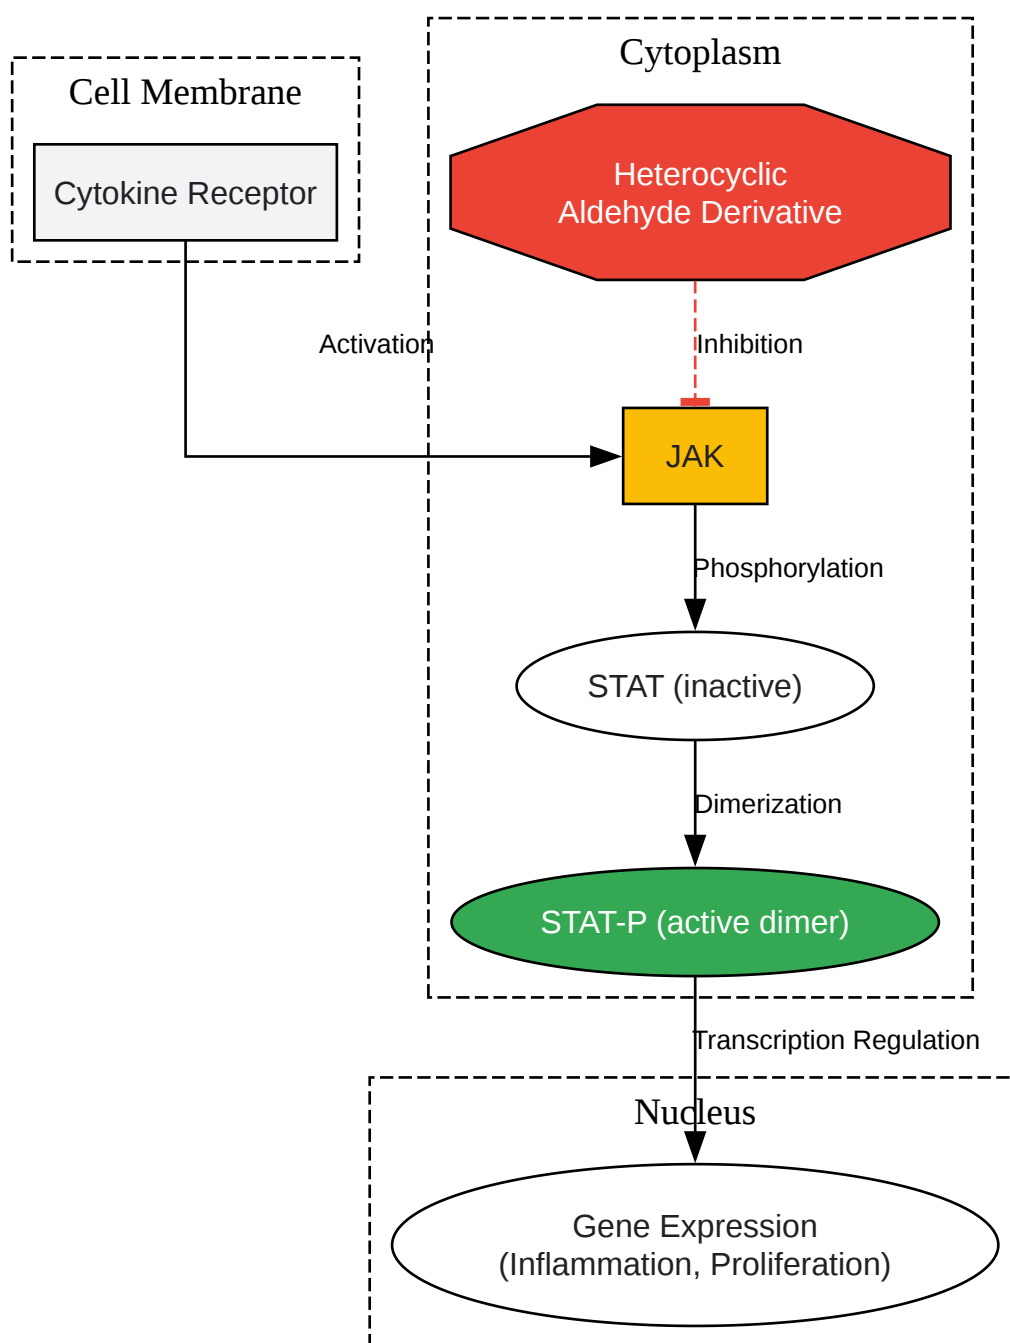 Cytoplasm
Cell Membrane
Heterocyclic
Aldehyde Derivative
Cytokine Receptor
Activation
Inhibition
JAK
Phosphorylation
STAT (inactive)
Dimerization
STAT-P (active dimer)
Transcription Regulation
Nucleus
Gene Expression
(Inflammation, Proliferation)